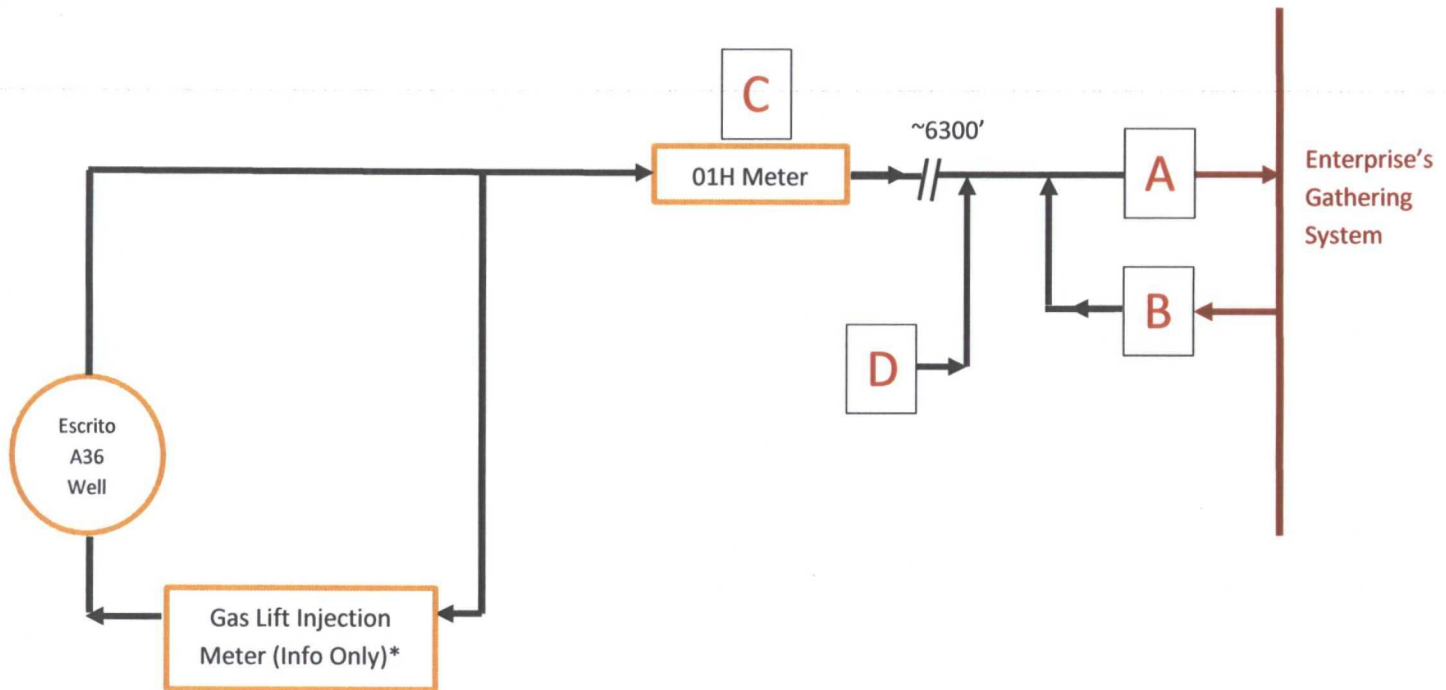 C
~6300'
01H Meter
A
Enterprise's
Gathering
System
B
D
Escrito
A36
Well
Gas Lift Injection
Meter (Info Only)*